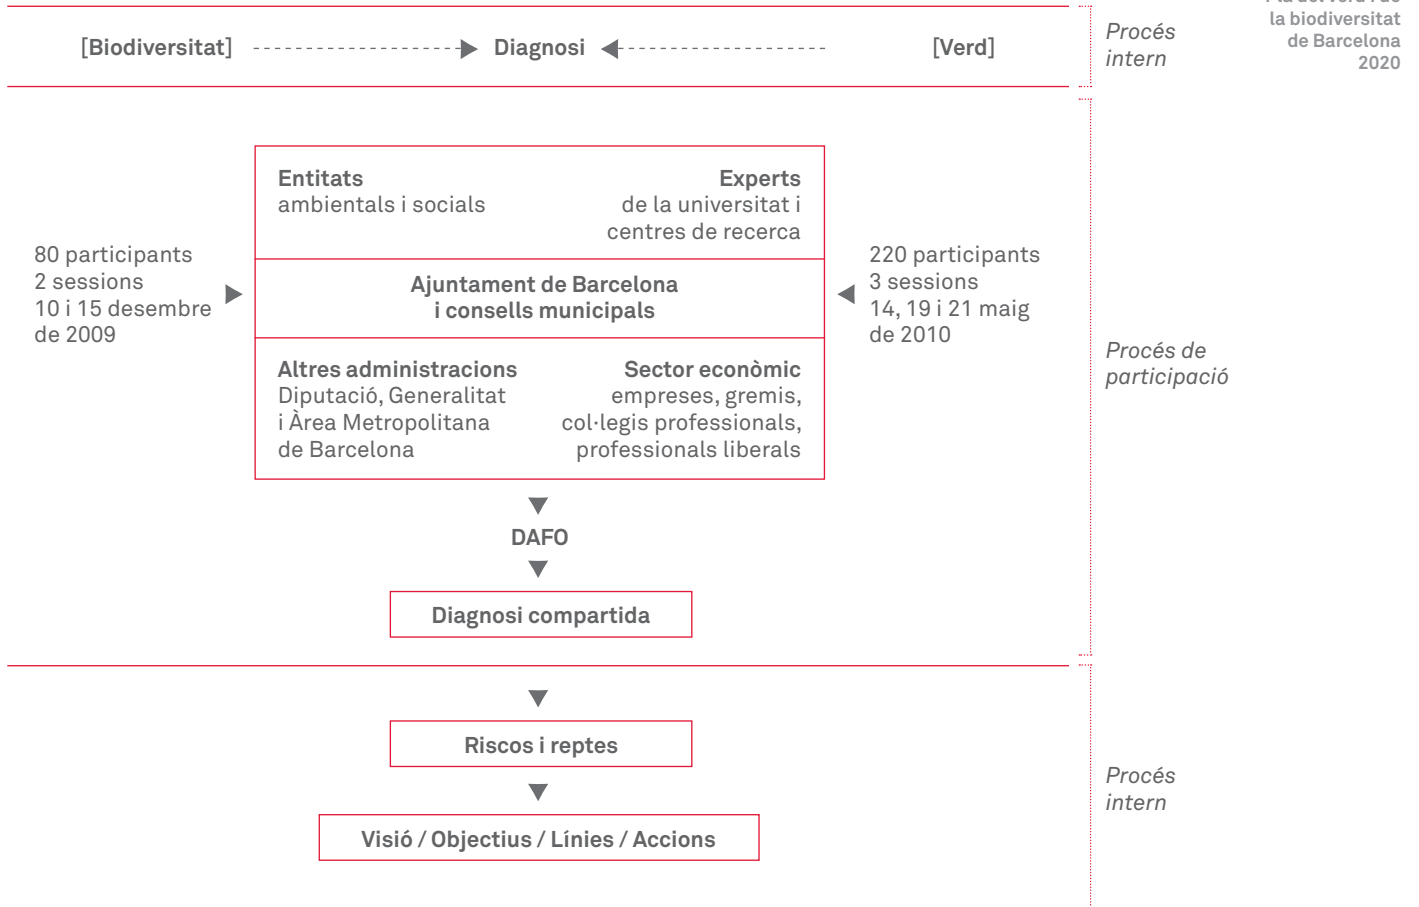 la biodiversitat
de Barcelona
2020
[Biodiversitat]
Diagnosi
[Verd]
Procés
intern
Entitats
ambientals i socials
Experts
de la universitat i
centres de recerca
80 participants
2 sessions
10 i 15 desembre
de 2009
Ajuntament de Barcelona
i consells municipals
220 participants
3 sessions
14, 19 i 21 maig
de 2010
Altres administracions
Diputació, Generalitat
i Àrea Metropolitana
de Barcelona
Sector econòmic
empreses, gremis,
col·legis professionals,
professionals liberals
Procés de
participació
DAFO
Diagnosi compartida
Riscos i reptes
Visió / Objectius / Línies / Accions
Procés
intern